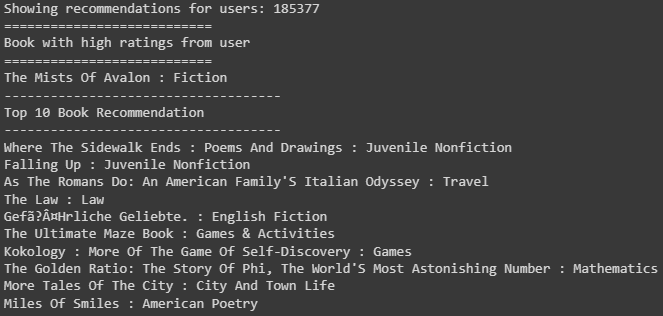 Showing recommendations for users: 185377
===========================
Book with high ratings from user
===========================
The Mists Of Avalon : Fiction
------------------------------------
Top 10 Book Recommendation
------------------------------------
Where The Sidewalk Ends : Poems And Drawings : Juvenile Nonfiction
Falling Up : Juvenile Nonfiction
As The Romans Do: An American Family'S Italian Odyssey : Travel
The Law : Law
Gefã?Â¤Hrliche Geliebte. : English Fiction
The Ultimate Maze Book : Games & Activities
Kokology : More Of The Game Of Self-Discovery : Games
The Golden Ratio: The Story Of Phi, The World'S Most Astonishing Number : Mathematics
More Tales Of The City : City And Town Life
Miles Of Smiles : American Poetry